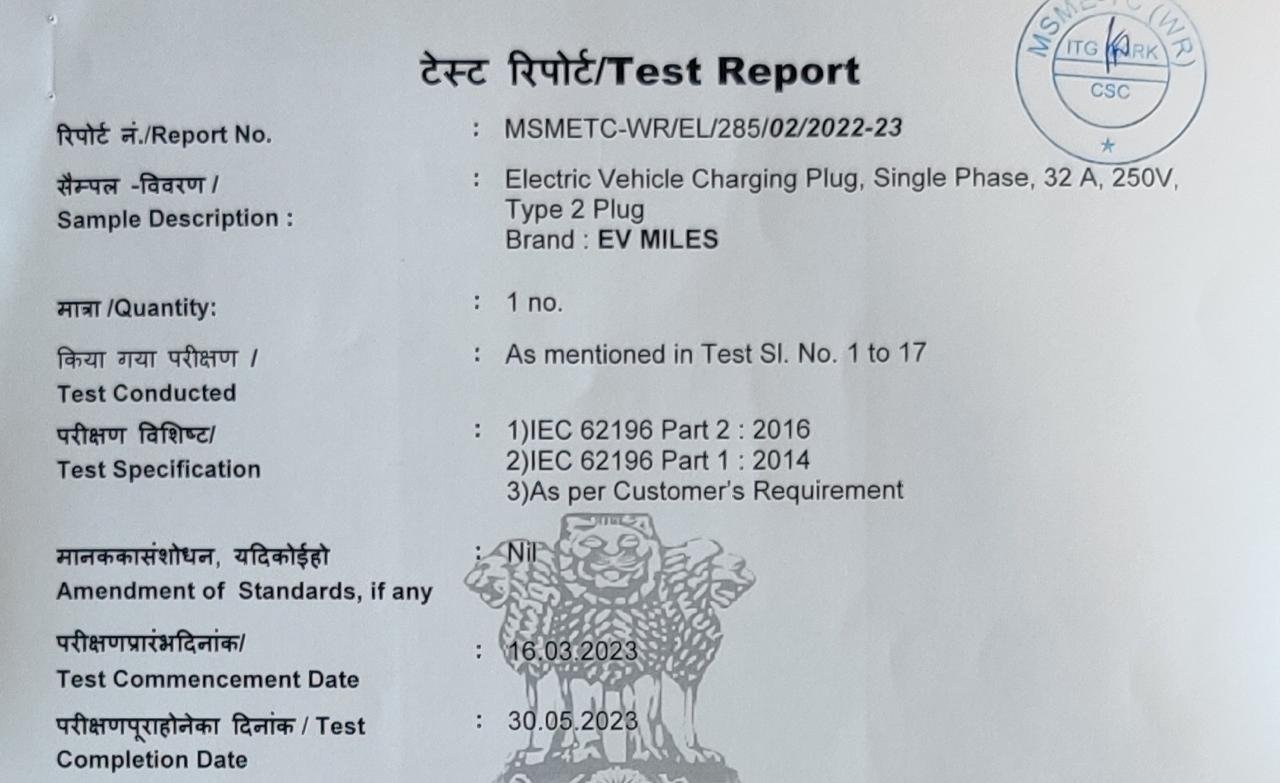 MSMETC (WR)
ITG PARK
CSC
टेस्ट रिपोर्ट/Test Report
रिपोर्ट नं./Report No. : MSMETC-WR/EL/285/02/2022-23
सैम्पल -विवरण / : Electric Vehicle Charging Plug, Single Phase, 32 A, 250V,
Sample Description : Type 2 Plug
Brand : EV MILES
मात्रा /Quantity: : 1 no.
किया गया परीक्षण / : As mentioned in Test Sl. No. 1 to 17
Test Conducted
परीक्षण विशिष्ट/ : 1)IEC 62196 Part 2 : 2016
Test Specification 2)IEC 62196 Part 1 : 2014
3)As per Customer's Requirement
मानककासंशोधन, यदिकोईहो : Nil
Amendment of Standards, if any
परीक्षणप्रारंभदिनांक/ : 16.03.2023
Test Commencement Date
परीक्षणपूराहोनेका दिनांक / Test : 30.05.2023
Completion Date